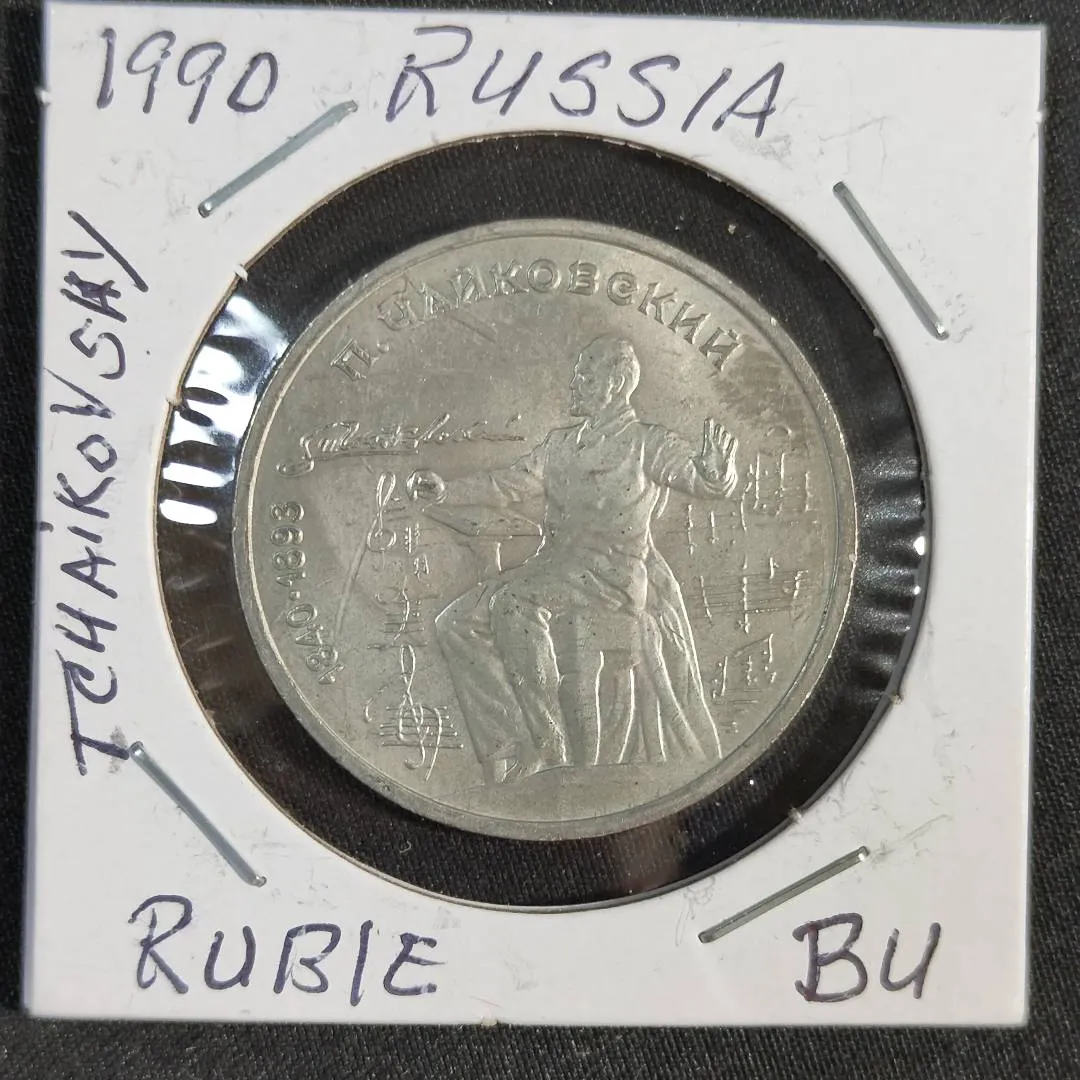 1990 RUSSIA
TCHAIKOVSKY
П. ЧАЙКОВСКИЙ
1840·1893
RUBIE
BU